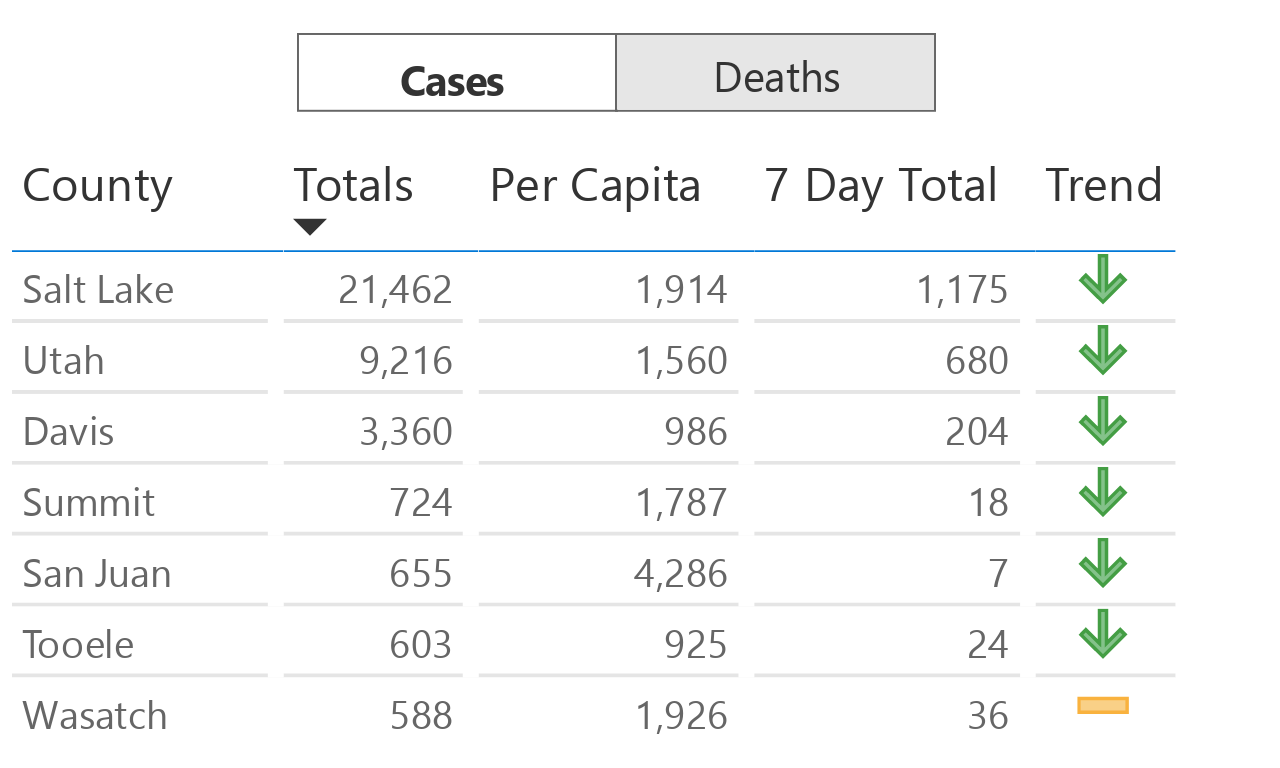 Cases Deaths
County Totals Per Capita 7 Day Total Trend
Salt Lake 21,462 1,914 1,175
Utah 9,216 1,560 680
Davis 3,360 986 204
Summit 724 1,787 18
San Juan 655 4,286 7
Tooele 603 925 24
Wasatch 588 1,926 36